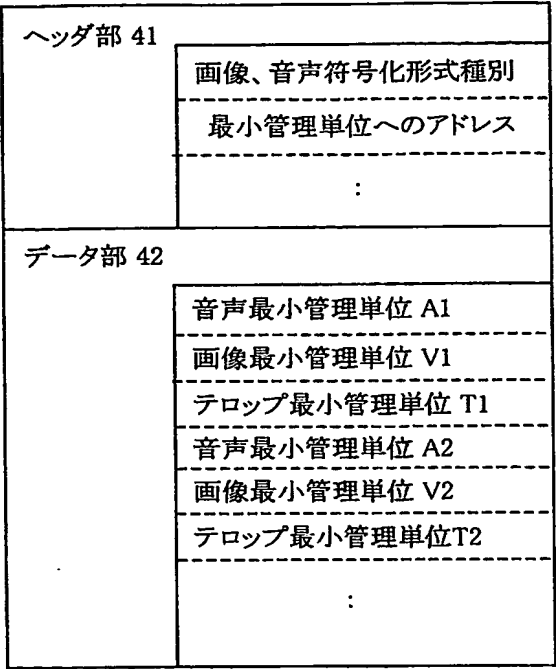 ヘッダ部 41
画像、音声符号化形式種別
最小管理単位へのアドレス
:
データ部 42
音声最小管理単位 A1
画像最小管理単位 V1
テロップ最小管理単位 T1
音声最小管理単位 A2
画像最小管理単位 V2
テロップ最小管理単位T2
: